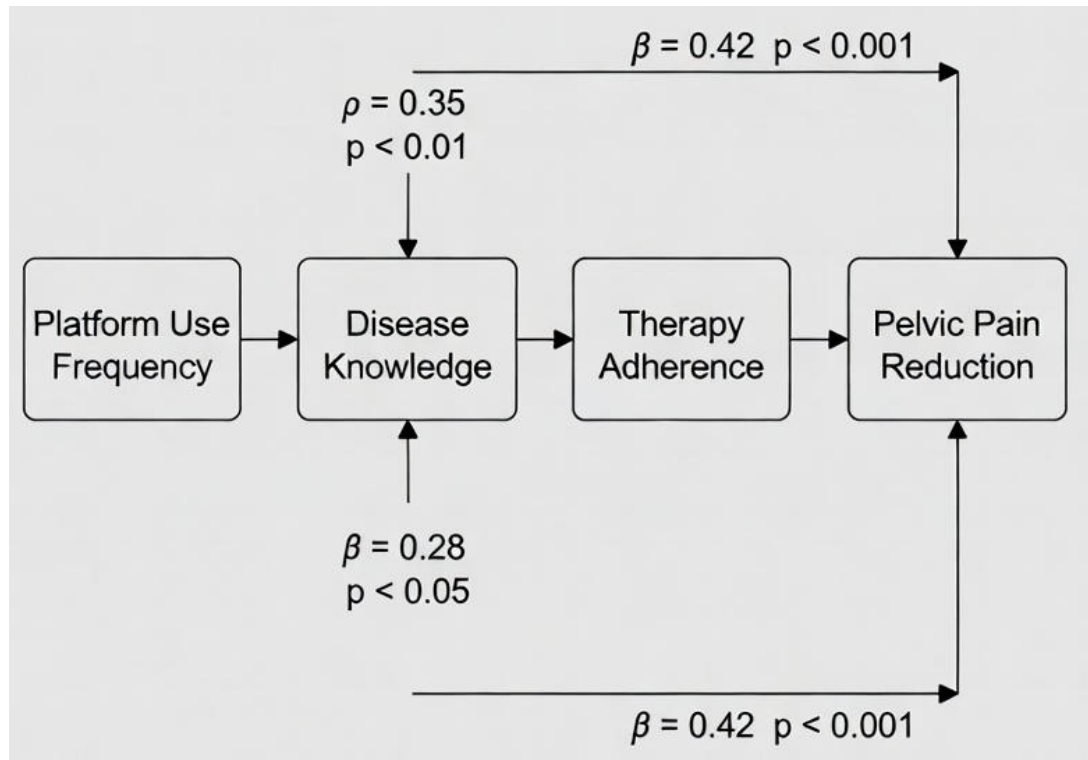 β = 0.42  p < 0.001
ρ = 0.35
p < 0.01
Platform Use
Frequency
Disease
Knowledge
Therapy
Adherence
Pelvic Pain
Reduction
β = 0.28
p < 0.05
β = 0.42  p < 0.001